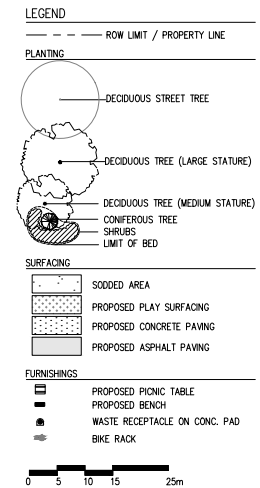 LEGEND
ROW LIMIT / PROPERTY LINE
PLANTING
DECIDUOUS STREET TREE
DECIDUOUS TREE (LARGE STATURE)
DECIDUOUS TREE (MEDIUM STATURE)
CONIFEROUS TREE
SHRUBS
LIMIT OF BED
SURFACING
SODDED AREA
PROPOSED PLAY SURFACING
PROPOSED CONCRETE PAVING
PROPOSED ASPHALT PAVING
FURNISHINGS
PROPOSED PICNIC TABLE
PROPOSED BENCH
WASTE RECEPTACLE ON CONC. PAD
BIKE RACK
0 5 10 15 25m